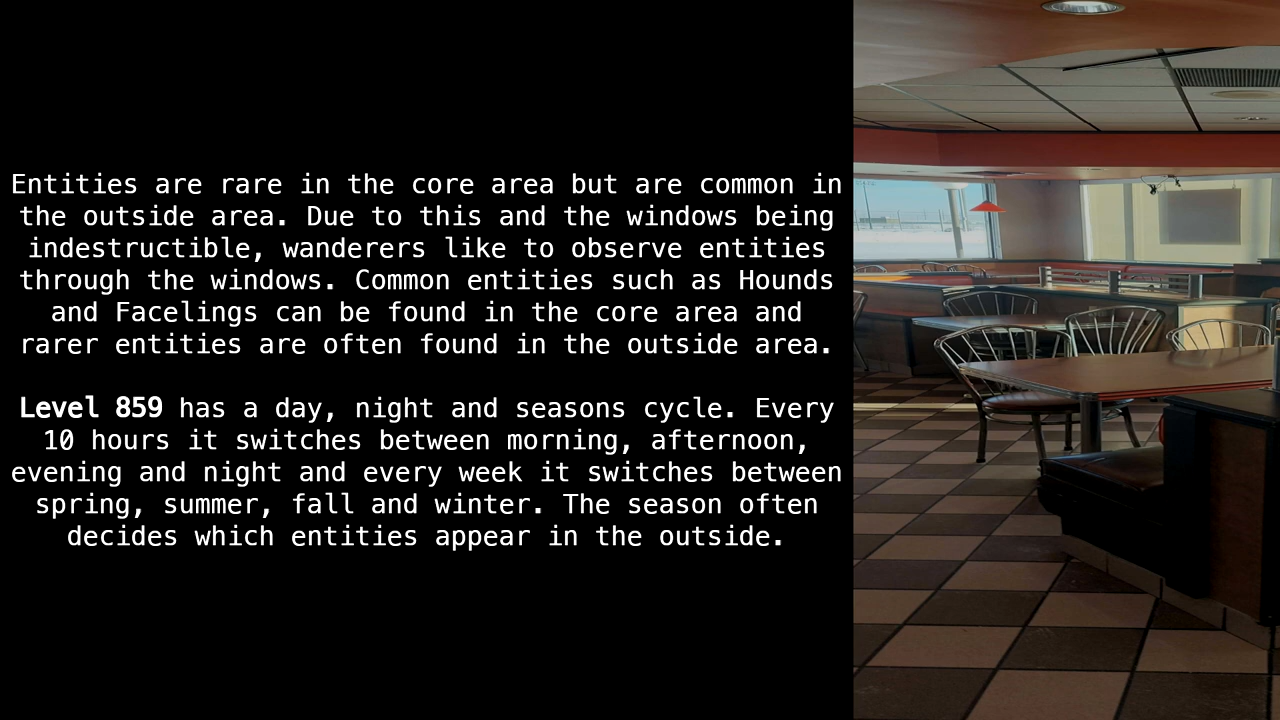 Entities are rare in the core area but are common in
the outside area. Due to this and the windows being
indestructible, wanderers like to observe entities
through the windows. Common entities such as Hounds
and Facelings can be found in the core area and
rarer entities are often found in the outside area.
Level 859 has a day, night and seasons cycle. Every
10 hours it switches between morning, afternoon,
evening and night and every week it switches between
spring, summer, fall and winter. The season often
decides which entities appear in the outside.